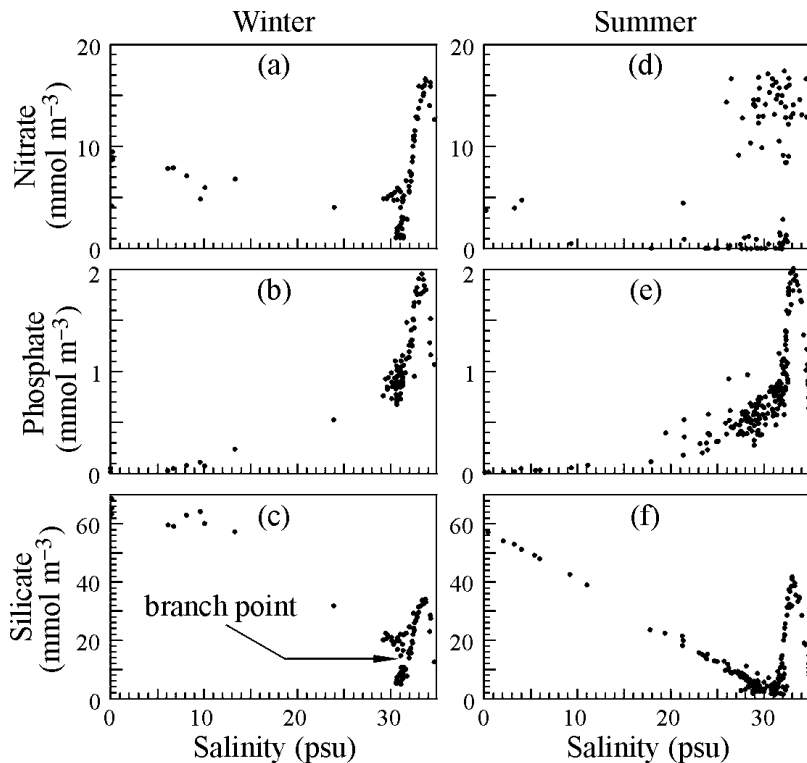 Winter
Summer
(a)
(d)
Nitrate
(mmol m⁻³)
20
10
0
20
10
0
(b)
(e)
Phosphate
(mmol m⁻³)
2
1
0
2
1
0
(c)
(f)
Silicate
(mmol m⁻³)
60
40
20
0
60
40
20
0
branch point
0 10 20 30
0 10 20 30
Salinity (psu)
Salinity (psu)